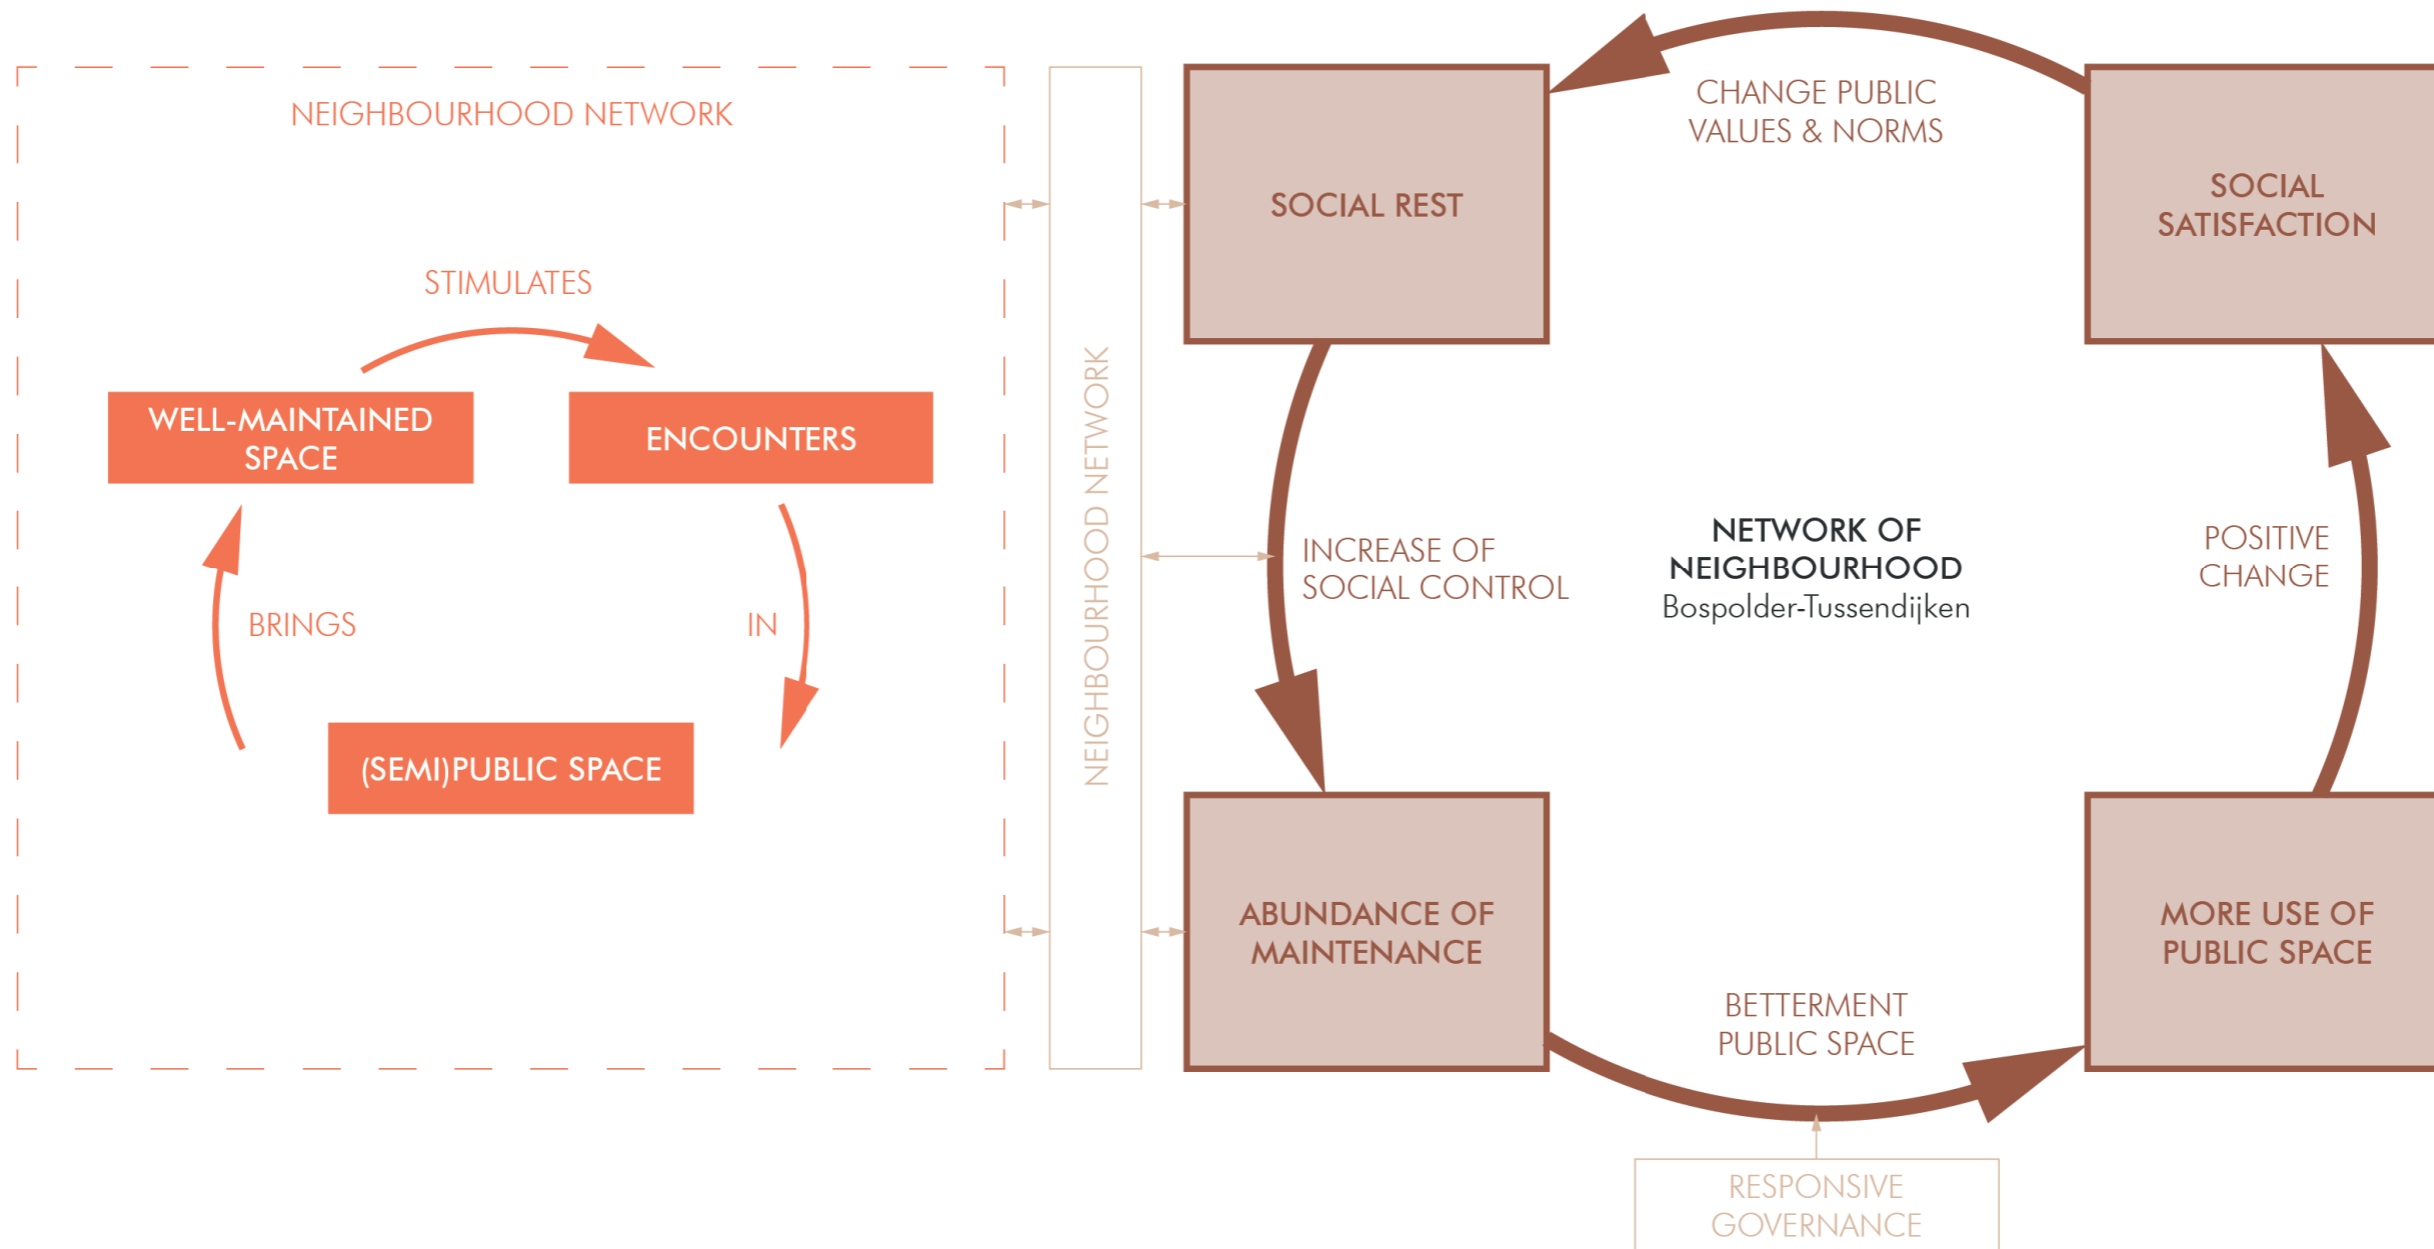 NEIGHBOURHOOD NETWORK
STIMULATES
WELL-MAINTAINED
SPACE
ENCOUNTERS
BRINGS
IN
(SEMI)PUBLIC SPACE
NEIGHBOURHOOD NETWORK
SOCIAL REST
CHANGE PUBLIC
VALUES & NORMS
SOCIAL
SATISFACTION
INCREASE OF
SOCIAL CONTROL
NETWORK OF
NEIGHBOURHOOD
Bospolder-Tussendijken
POSITIVE
CHANGE
ABUNDANCE OF
MAINTENANCE
BETTERMENT
PUBLIC SPACE
MORE USE OF
PUBLIC SPACE
RESPONSIVE
GOVERNANCE